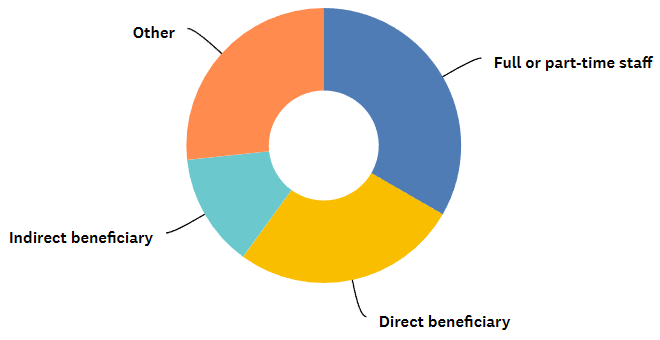 Other
Full or part-time staff
Indirect beneficiary
Direct beneficiary